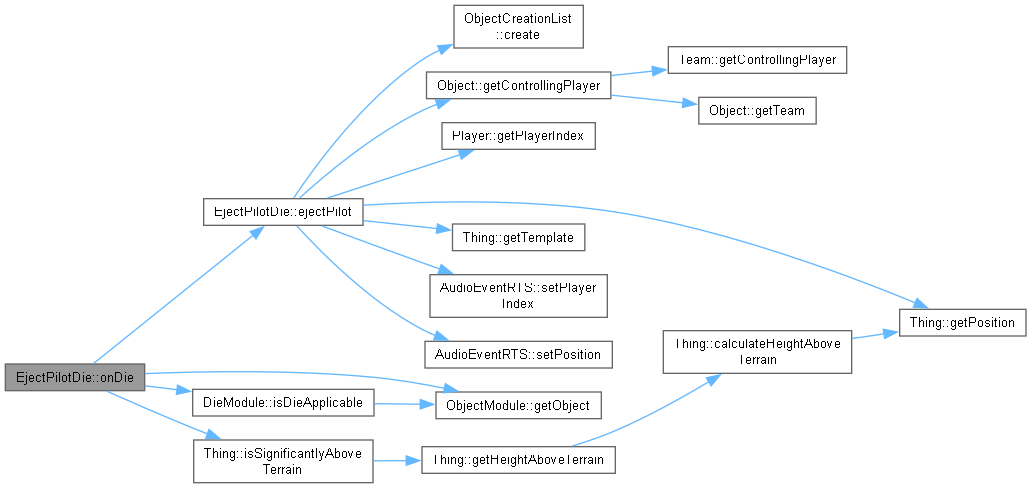 ObjectCreationList
::create
Team::getControllingPlayer
Object::getControllingPlayer
Object::getTeam
Player::getPlayerIndex
EjectPilotDie::ejectPilot
Thing::getTemplate
AudioEventRTS::setPlayer
Index
Thing::getPosition
AudioEventRTS::setPosition
Thing::calculateHeightAbove
Terrain
EjectPilotDie::onDie
DieModule::isDieApplicable
ObjectModule::getObject
Thing::isSignificantlyAbove
Terrain
Thing::getHeightAboveTerrain